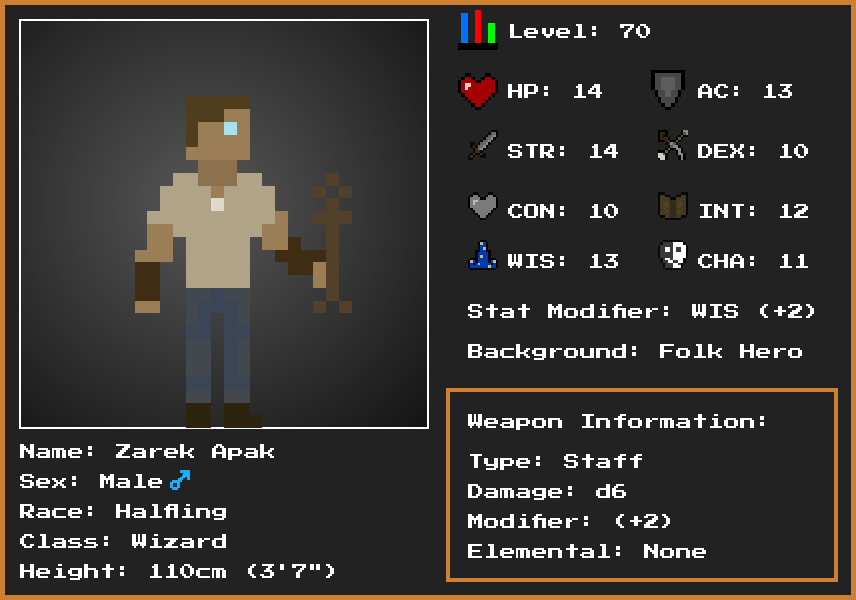 Level: 70
HP: 14
AC: 13
STR: 14
DEX: 10
CON: 10
INT: 12
WIS: 13
CHA: 11
Stat Modifier: WIS (+2)
Background: Folk Hero
Weapon Information:
Type: Staff
Damage: d6
Modifier: (+2)
Elemental: None
Name: Zarek Apak
Sex: Male ♂
Race: Halfling
Class: Wizard
Height: 110cm (3'7")